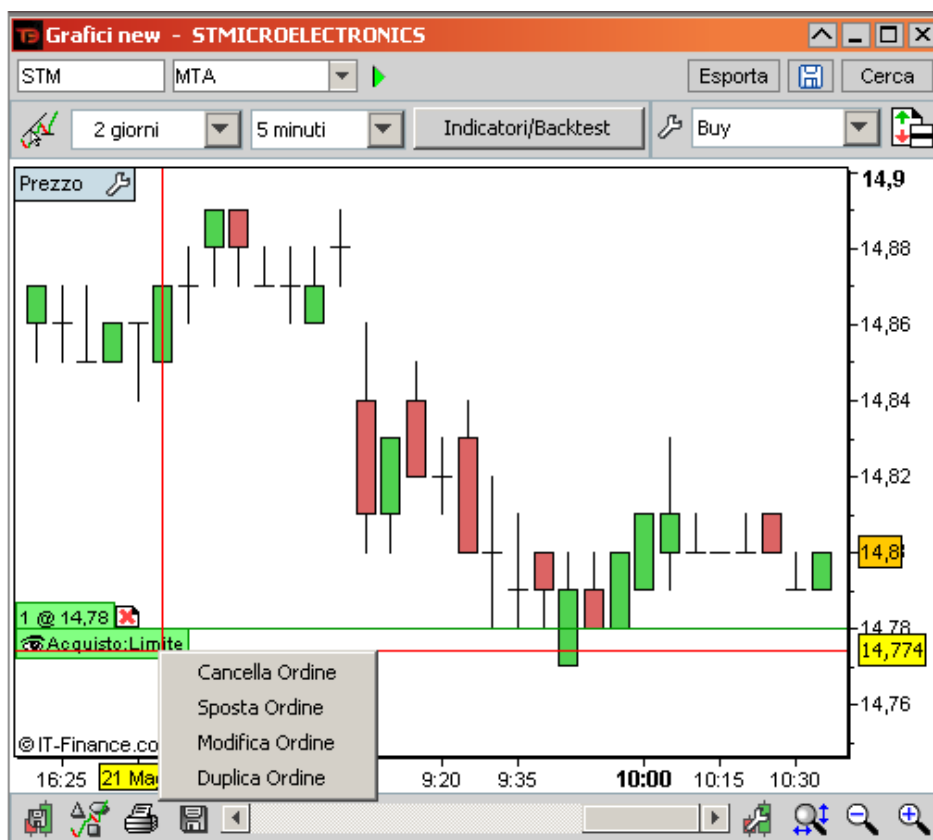 Grafici new - STMICROELECTRONICS
STM MTA Esporta Cerca
2 giorni 5 minuti Indicatori/Backtest Buy
Prezzo
14,9
14,88
14,86
14,84
14,82
14,8
1 @ 14,78
14,78
Acquisto:Limite
14,774
Cancella Ordine
Sposta Ordine
14,76
Modifica Ordine
© IT-Finance.co
Duplica Ordine
16:25 21 Mag 9:20 9:35 10:00 10:15 10:30